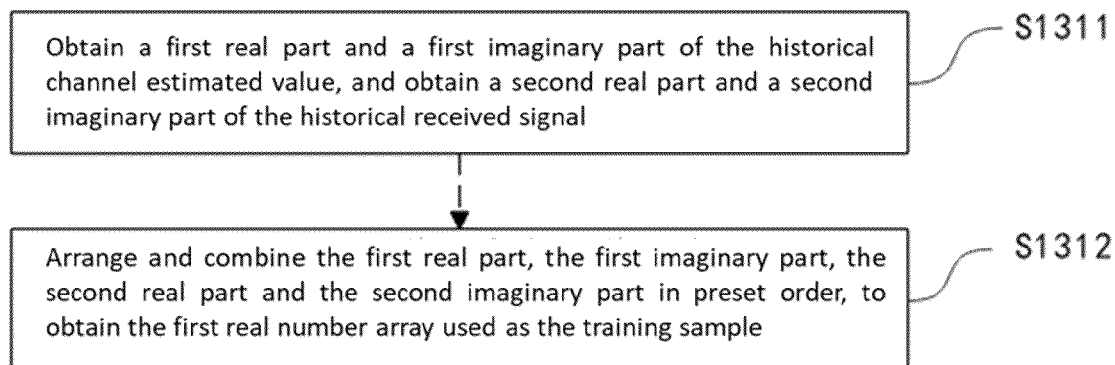 Obtain a first real part and a first imaginary part of the historical
channel estimated value, and obtain a second real part and a second
imaginary part of the historical received signal
S1311
Arrange and combine the first real part, the first imaginary part, the
second real part and the second imaginary part in preset order, to
obtain the first real number array used as the training sample
S1312